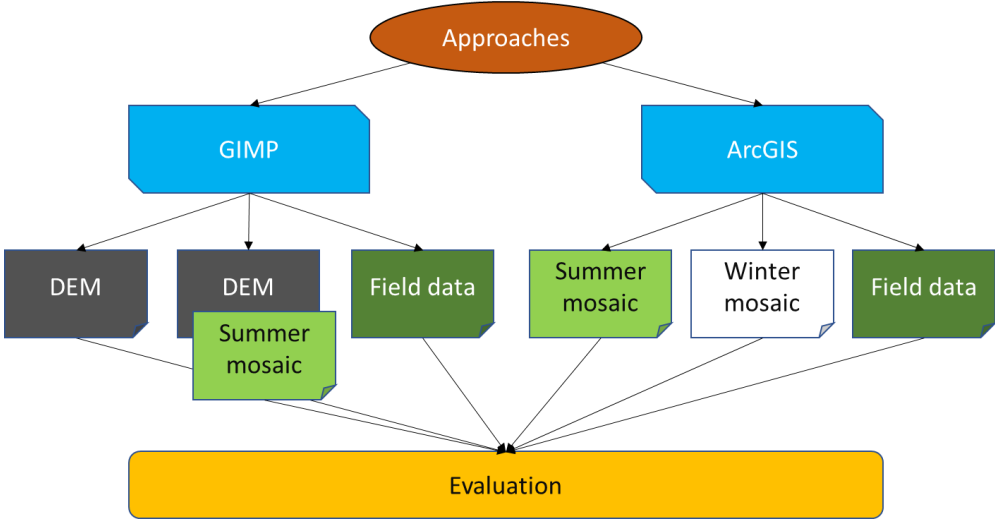 Approaches
GIMP
ArcGIS
DEM
DEM
Summer
mosaic
Field data
Summer
mosaic
Winter
mosaic
Field data
Evaluation